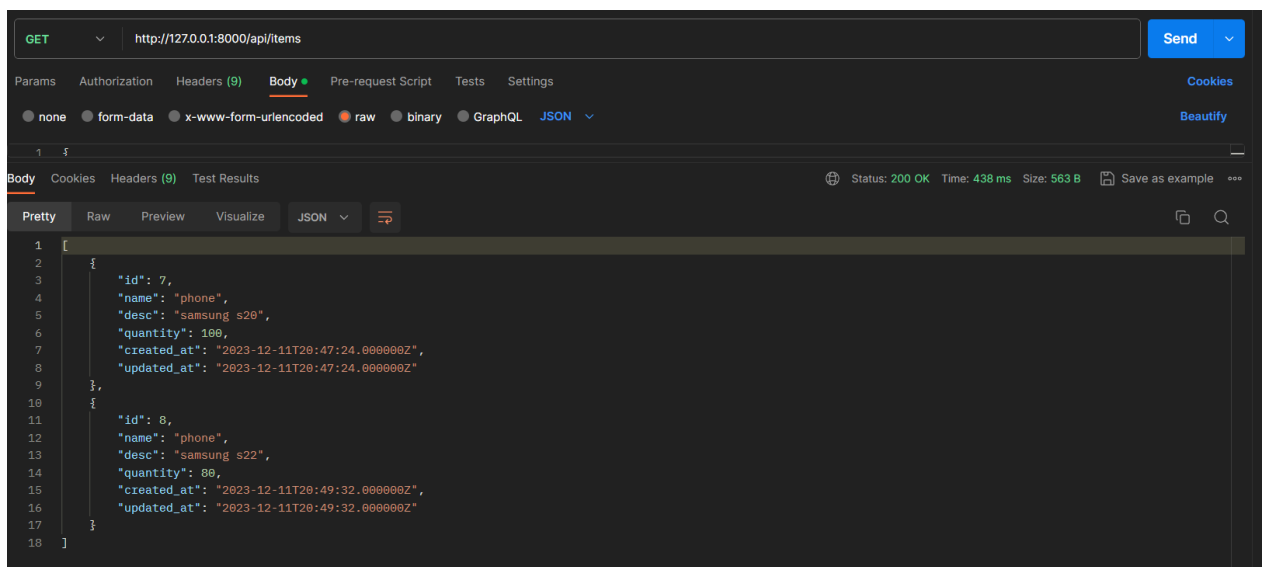 GET http://127.0.0.1:8000/api/items Send
Params Authorization Headers (9) Body Pre-request Script Tests Settings Cookies
none form-data x-www-form-urlencoded raw binary GraphQL JSON Beautify
1 {
Body Cookies Headers (9) Test Results Status: 200 OK Time: 438 ms Size: 563 B Save as example
Pretty Raw Preview Visualize JSON
1 [
2 {
3 "id": 7,
4 "name": "phone",
5 "desc": "samsung s20",
6 "quantity": 100,
7 "created_at": "2023-12-11T20:47:24.000000Z",
8 "updated_at": "2023-12-11T20:47:24.000000Z"
9 },
10 {
11 "id": 8,
12 "name": "phone",
13 "desc": "samsung s22",
14 "quantity": 80,
15 "created_at": "2023-12-11T20:49:32.000000Z",
16 "updated_at": "2023-12-11T20:49:32.000000Z"
17 }
18 ]